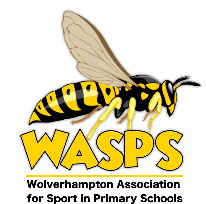 WASPS
Wolverhampton Association
for Sport in Primary Schools